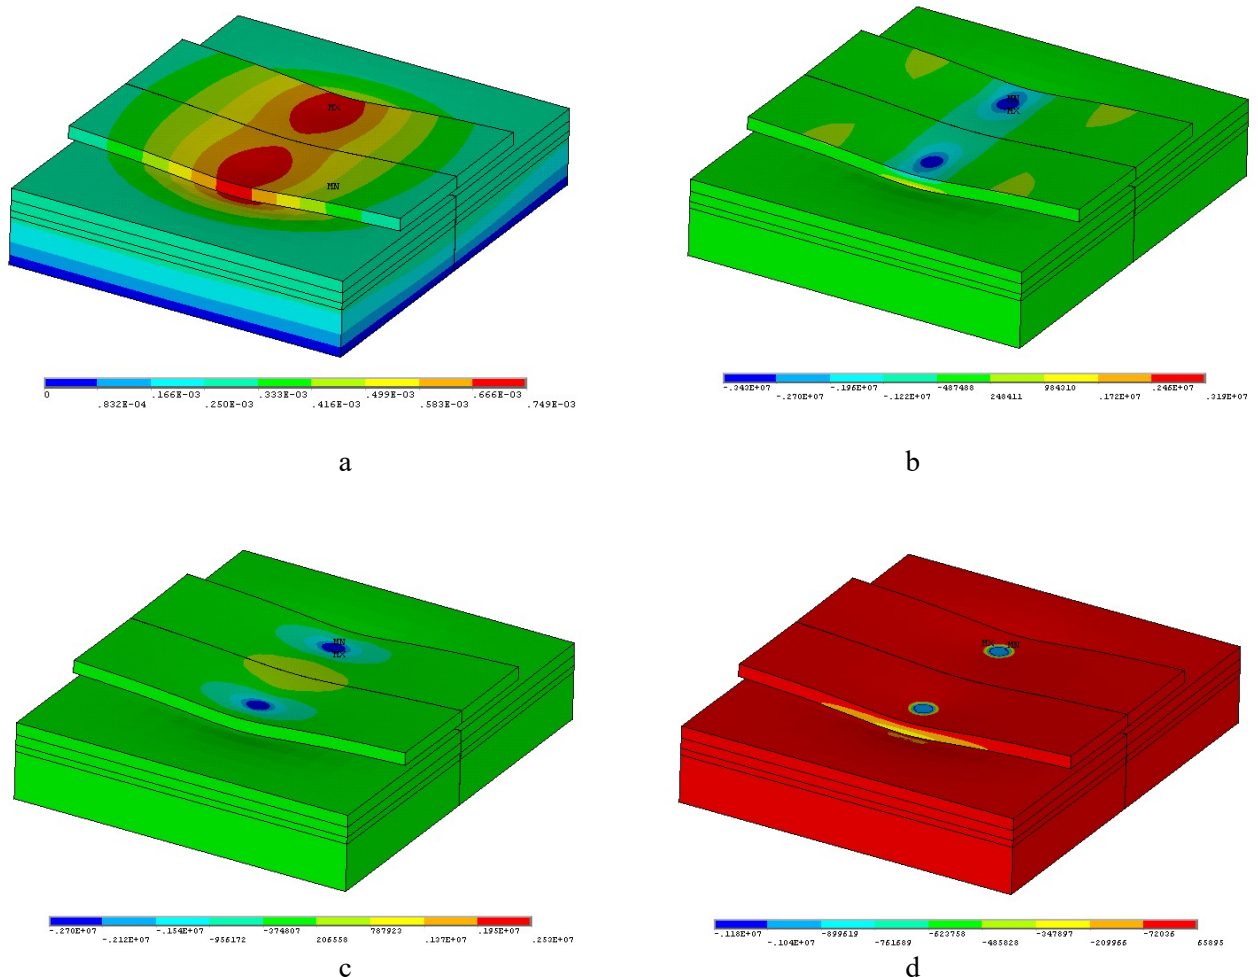 MX
MN
0 .166E-03 .333E-03 .499E-03 .666E-03
.832E-04 .250E-03 .416E-03 .583E-03 .749E-03
a
MN
MX
-.343E+07 -.196E+07 -487488 984310 .246E+07
-.270E+07 -.122E+07 248411 .172E+07 .319E+07
b
MN
MX
-.270E+07 -.154E+07 -374807 787923 .195E+07
-.212E+07 -956172 206558 .137E+07 .253E+07
c
MX MN
-.118E+07 -899619 -623758 -347897 -72036
-.104E+07 -761689 -485828 -209966 65895
d